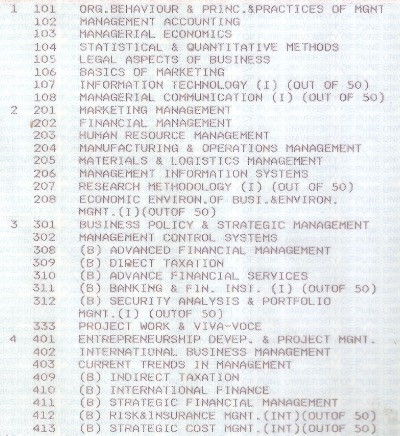 1 101 ORG.BEHAVIOUR & PRINC.&PRACTICES OF MGNT
102 MANAGEMENT ACCOUNTING
103 MANAGERIAL ECONOMICS
104 STATISTICAL & QUANTITATIVE METHODS
105 LEGAL ASPECTS OF BUSINESS
106 BASICS OF MARKETING
107 INFORMATION TECHNOLOGY (I) (OUT OF 50)
108 MANAGERIAL COMMUNICATION (I) (OUT OF 50)
2 201 MARKETING MANAGEMENT
202 FINANCIAL MANAGEMENT
203 HUMAN RESOURCE MANAGEMENT
204 MANUFACTURING & OPERATIONS MANAGEMENT
205 MATERIALS & LOGISTICS MANAGEMENT
206 MANAGEMENT INFORMATION SYSTEMS
207 RESEARCH METHODOLOGY (I) (OUT OF 50)
208 ECONOMIC ENVIRON.OF BUSI.&ENVIRON.
MGNT.(I)(OUTOF 50)
3 301 BUSINESS POLICY & STRATEGIC MANAGEMENT
302 MANAGEMENT CONTROL SYSTEMS
308 (B) ADVANCED FINANCIAL MANAGEMENT
309 (B) DIRECT TAXATION
310 (B) ADVANCE FINANCIAL SERVICES
311 (B) BANKING & FIN. INST. (I) (OUT OF 50)
312 (B) SECURITY ANALYSIS & PORTFOLIO
MGNT.(I) (OUTOF 50)
333 PROJECT WORK & VIVA-VOCE
4 401 ENTREPRENEURSHIP DEVEP. & PROJECT MGNT.
402 INTERNATIONAL BUSINESS MANAGEMENT
403 CURRENT TRENDS IN MANAGEMENT
409 (B) INDIRECT TAXATION
410 (B) INTERNATIONAL FINANCE
411 (B) STRATEGIC FINANCIAL MANAGEMENT
412 (B) RISK&INSURANCE MGNT.(INT)(OUTOF 50)
413 (B) STRATEGIC COST MGNT.(INT)(OUTOF 50)